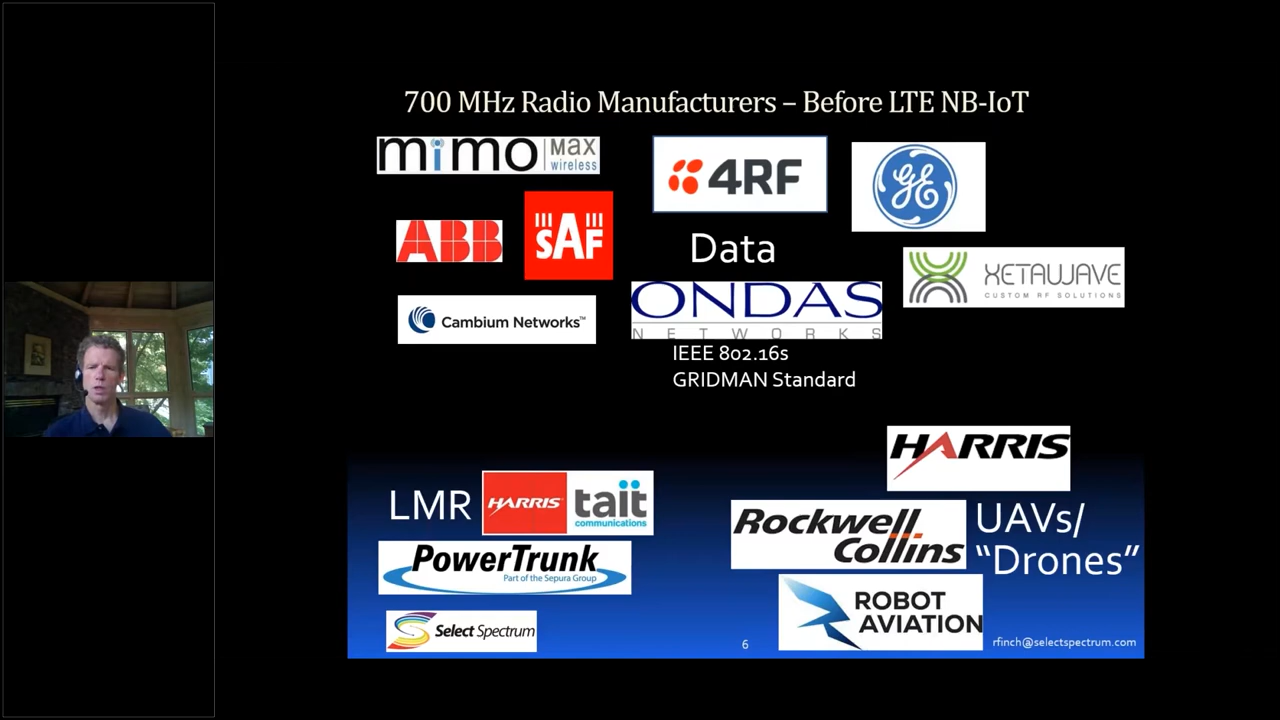 700 MHz Radio Manufacturers – Before LTE NB-IoT
mimo MAX wireless
4RF
GE
ABB
SAF
Data
XETAWAVE
CUSTOM RF SOLUTIONS
Cambium Networks™
ONDAS
NETWORKS
IEEE 802.16s
GRIDMAN Standard
HARRIS
LMR
HARRIS
tait
communications
Rockwell
Collins
UAVs/
“Drones”
PowerTrunk
Part of the Sepura Group
ROBOT
AVIATION
Select Spectrum
6
rfinch@selectspectrum.com